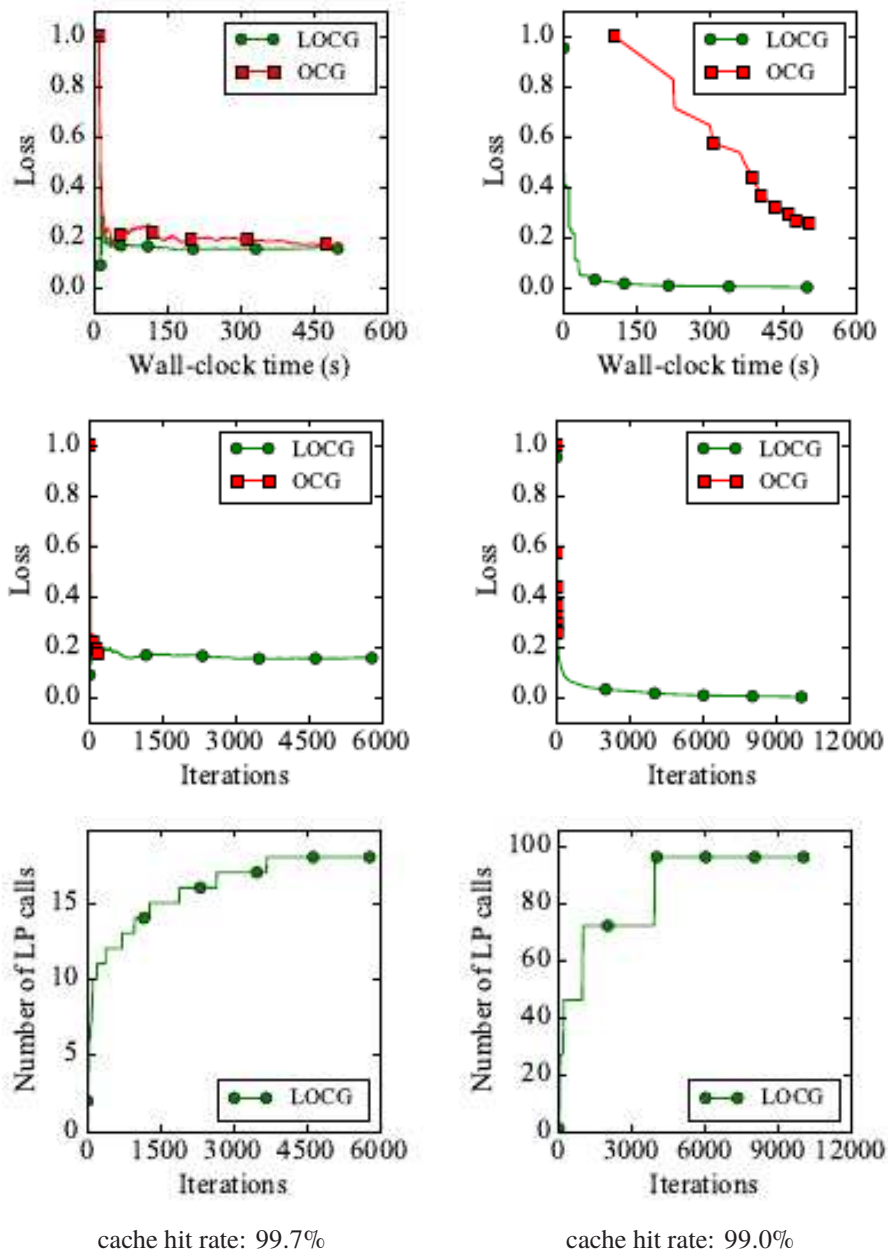 1.0
0.8
0.6
0.4
0.2
0.0
Loss
LOCG
OCG
0 150 300 450 600
Wall-clock time (s)
1.0
0.8
0.6
0.4
0.2
0.0
Loss
LOCG
OCG
0 150 300 450 600
Wall-clock time (s)
1.0
0.8
0.6
0.4
0.2
0.0
Loss
LOCG
OCG
0 1500 3000 4500 6000
Iterations
1.0
0.8
0.6
0.4
0.2
0.0
Loss
LOCG
OCG
0 3000 6000 9000 12000
Iterations
15
10
5
0
Number of LP calls
LOCG
0 1500 3000 4500 6000
Iterations
100
80
60
40
20
0
Number of LP calls
LOCG
0 3000 6000 9000 12000
Iterations
cache hit rate: 99.7%
cache hit rate: 99.0%